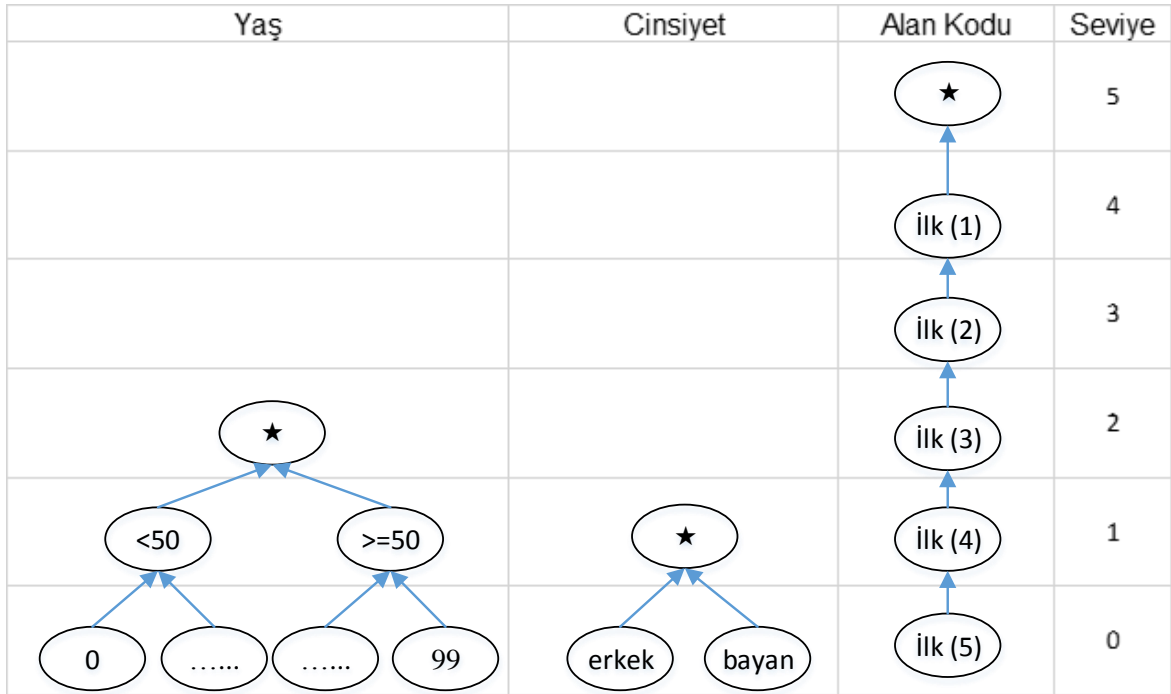 Yaş Cinsiyet Alan Kodu Seviye
★ 5
İlk (1) 4
İlk (2) 3
★ İlk (3) 2
<50 >=50 ★ İlk (4) 1
0 …... …... 99 erkek bayan İlk (5) 0